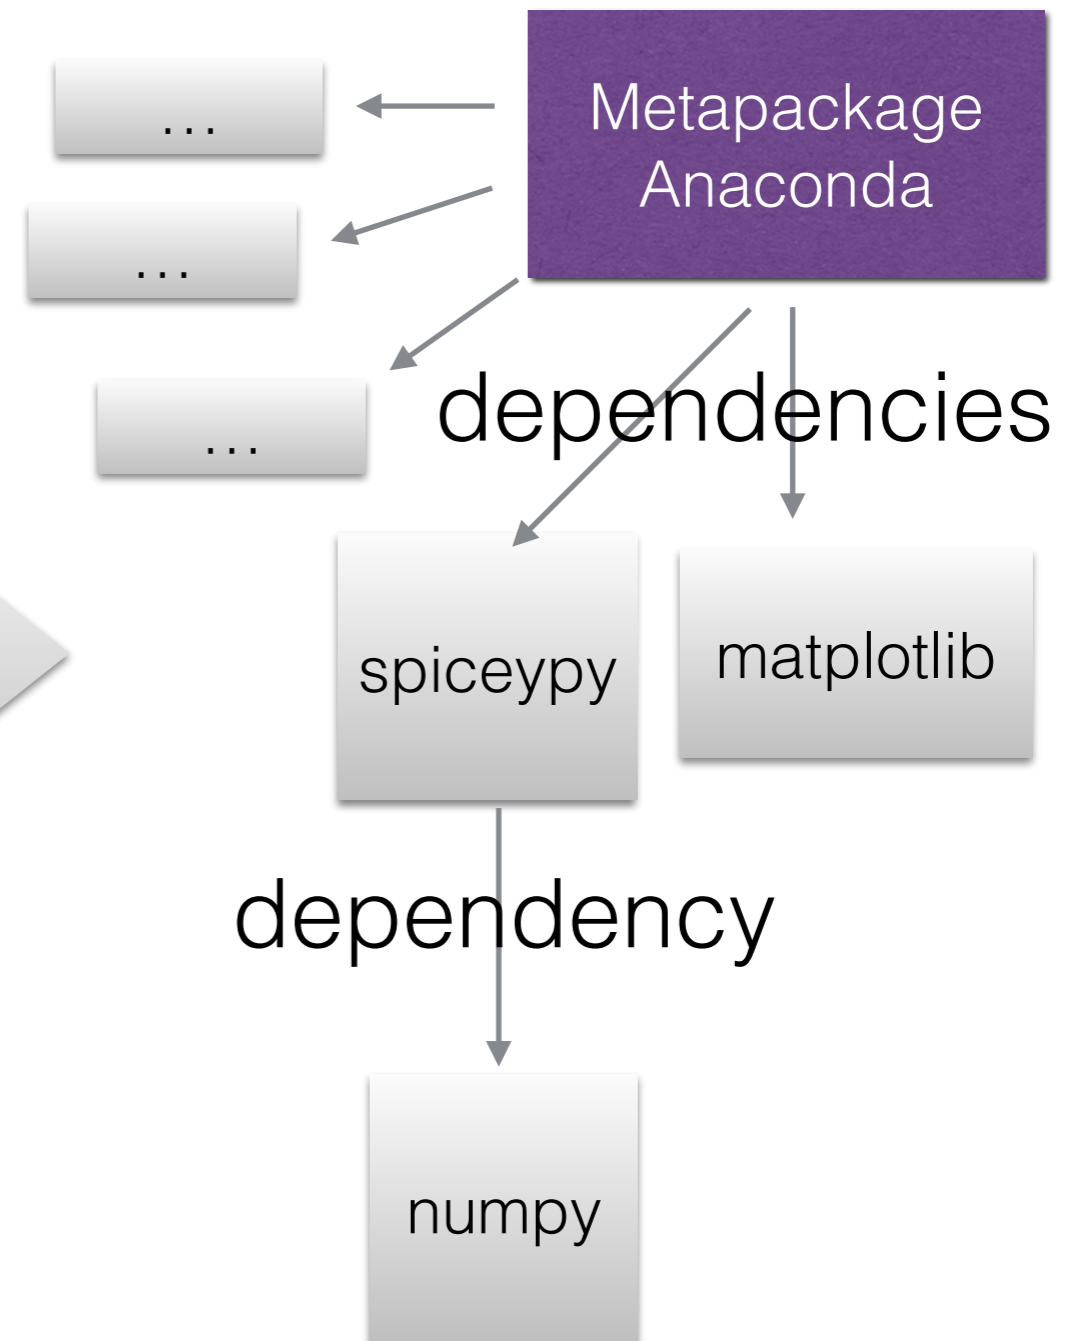 Metapackage
Anaconda
...
...
...
dependencies
spiceypy
matplotlib
dependency
numpy